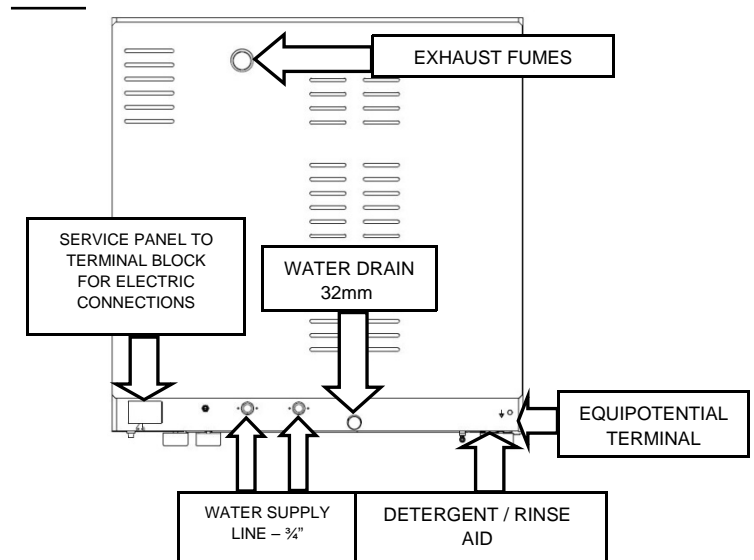 EXHAUST FUMES
SERVICE PANEL TO
TERMINAL BLOCK
FOR ELECTRIC
CONNECTIONS
WATER DRAIN
32mm
EQUIPOTENTIAL
TERMINAL
WATER SUPPLY
LINE – ¾”
DETERGENT / RINSE
AID